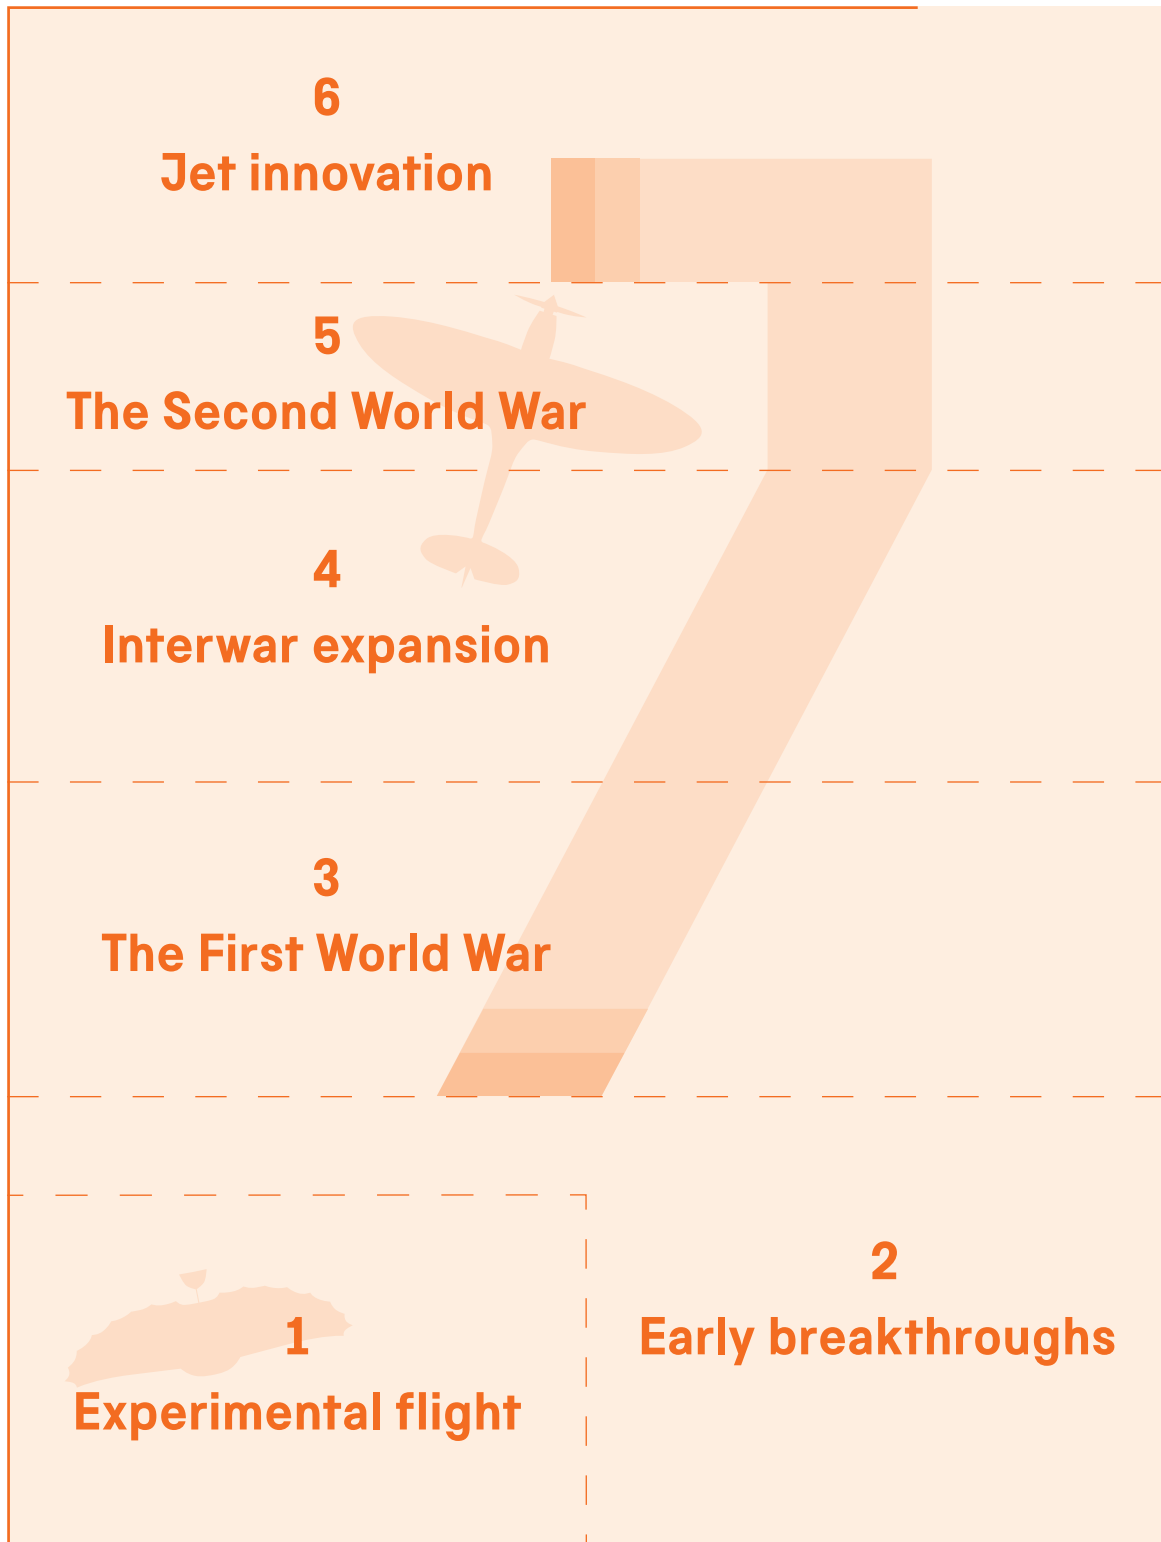 6
Jet innovation
5
The Second World War
4
Interwar expansion
3
The First World War
2
Early breakthroughs
1
Experimental flight